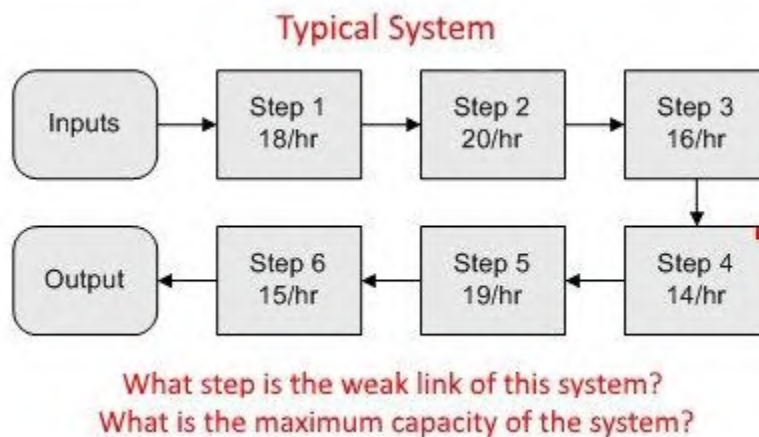 Typical System
Inputs
Step 1
18/hr
Step 2
20/hr
Step 3
16/hr
Step 4
14/hr
Step 5
19/hr
Step 6
15/hr
Output
What step is the weak link of this system?
What is the maximum capacity of the system?